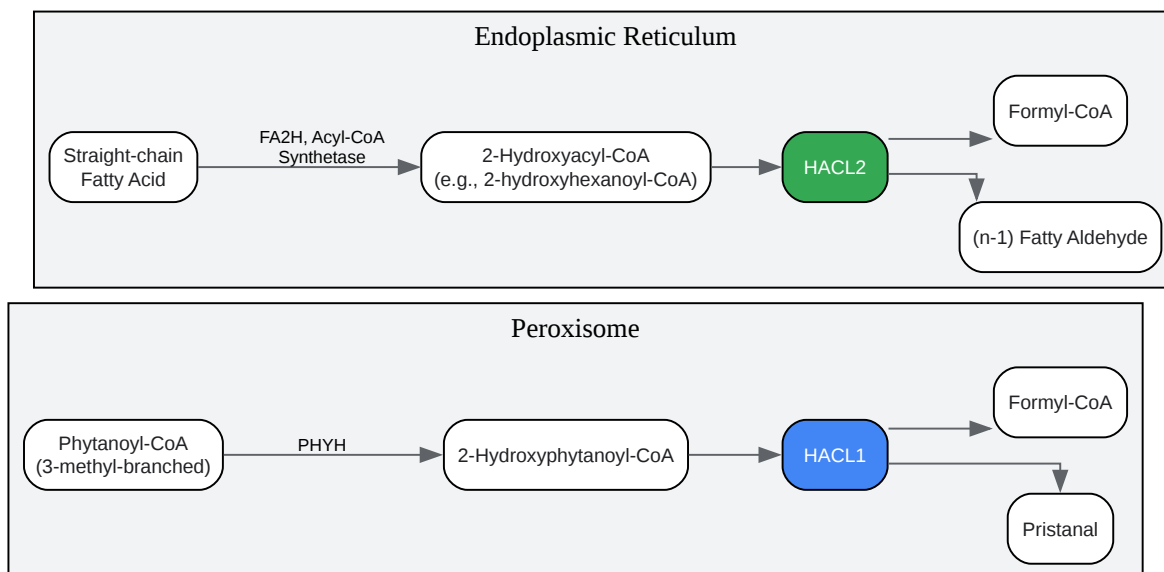 Endoplasmic Reticulum
Straight-chain
Fatty Acid
FA2H, Acyl-CoA
Synthetase
2-Hydroxyacyl-CoA
(e.g., 2-hydroxyhexanoyl-CoA)
HACL2
Formyl-CoA
(n-1) Fatty Aldehyde
Peroxisome
Phytanoyl-CoA
(3-methyl-branched)
PHYH
2-Hydroxyphytanoyl-CoA
HACL1
Formyl-CoA
Pristanal